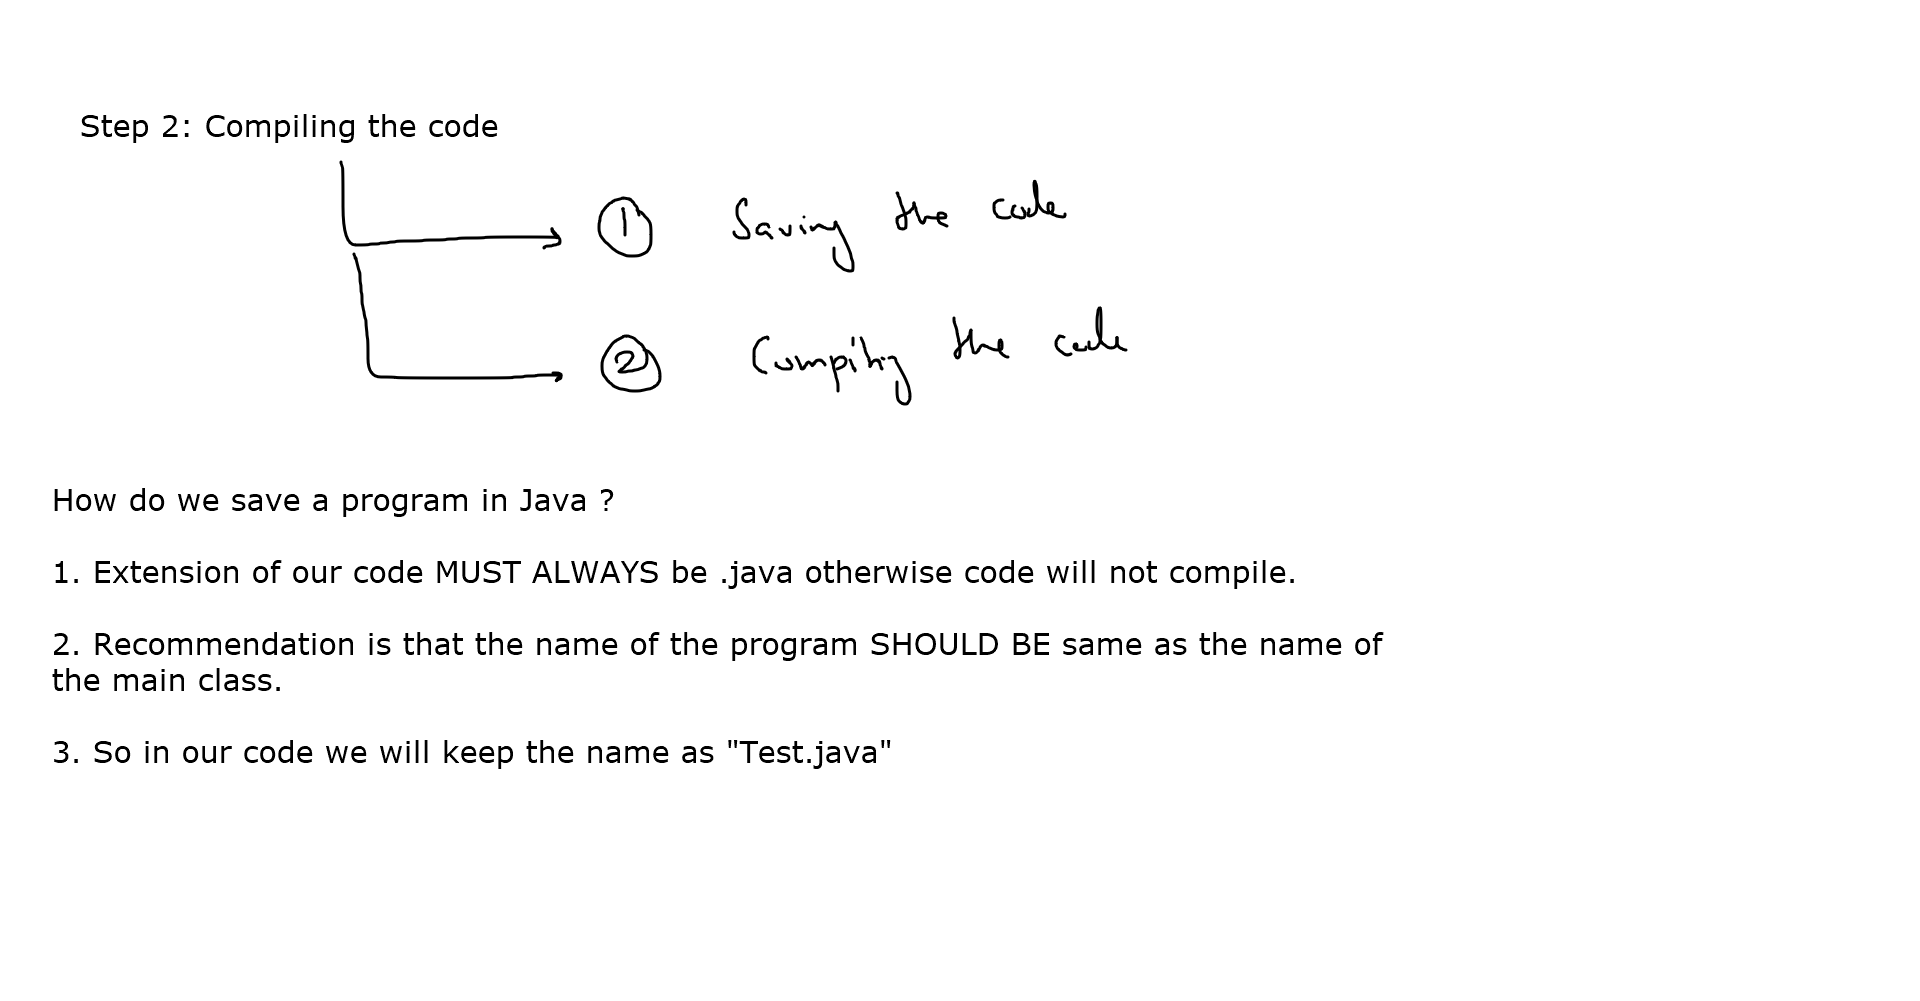 Step 2: Compiling the code
1 Saving the code
2 Compiling the code
How do we save a program in Java ?
1. Extension of our code MUST ALWAYS be .java otherwise code will not compile.
2. Recommendation is that the name of the program SHOULD BE same as the name of
the main class.
3. So in our code we will keep the name as "Test.java"